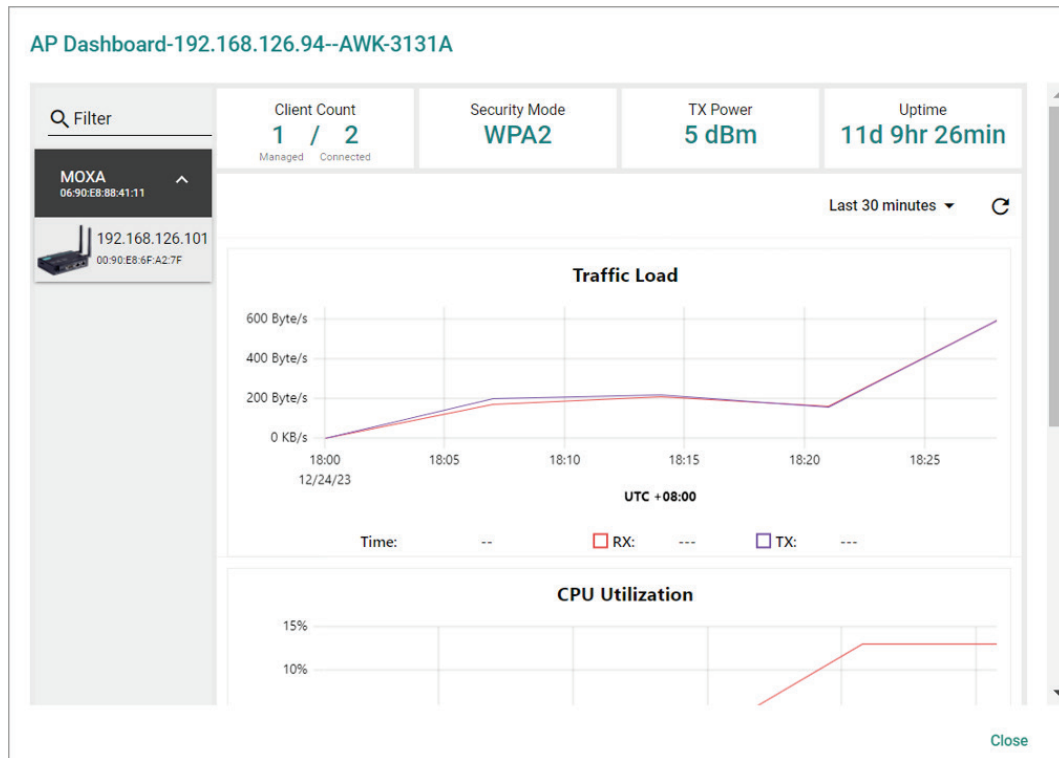 AP Dashboard-192.168.126.94--AWK-3131A
Filter
MOXA
06:90:E8:88:41:11
192.168.126.101
00:90:E8:6F:A2:7F
Client Count
1 / 2
Managed Connected
Security Mode
WPA2
TX Power
5 dBm
Uptime
11d 9hr 26min
Last 30 minutes
Traffic Load
600 Byte/s
400 Byte/s
200 Byte/s
0 KB/s
18:00 18:05 18:10 18:15 18:20 18:25
12/24/23
UTC +08:00
Time: -- RX: --- TX: ---
CPU Utilization
15%
10%
Close